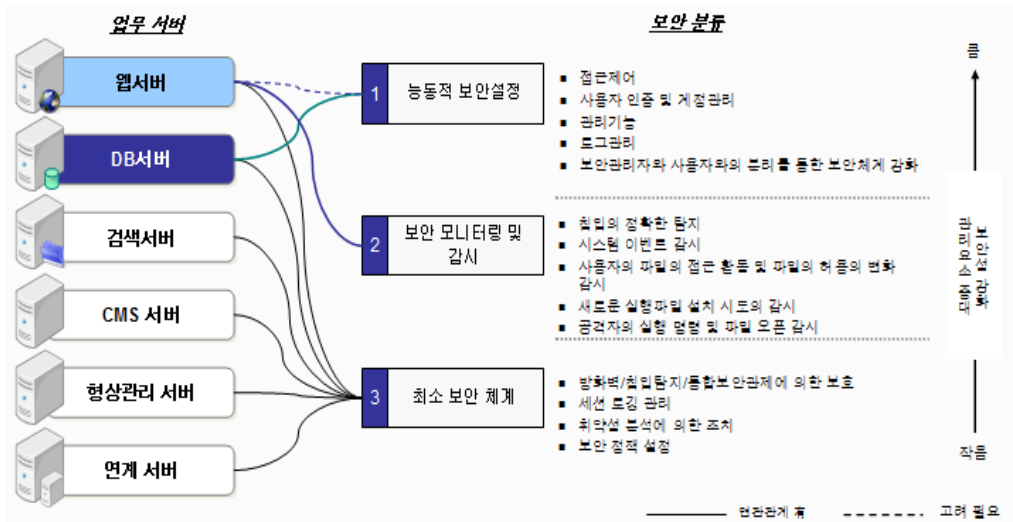 업무 서버
보안 분류
웹서버
DB서버
검색서버
CMS 서버
형상관리 서버
연계 서버
1
능동적 보안설정
접근제어
사용자 인증 및 계정관리
관리기능
로그관리
보안관리자와 사용자와의 분리를 통한 보안체계 강화
2
보안 모니터링 및
감시
침입의 정확한 탐지
시스템 이벤트 감시
사용자의 파일의 접근 활동 및 파일의 허용의 변화
감시
새로운 실행파일 설치 시도의 감시
공격자의 실행 명령 및 파일 오픈 감시
3
최소 보안 체계
방화벽/침입탐지/통합보안관제에 의한 보호
세션 로깅 관리
취약성 분석에 의한 조치
보안 정책 설정
큼
보안성 강화
관리요소 증대
작음
연관관계 有
고려 필요